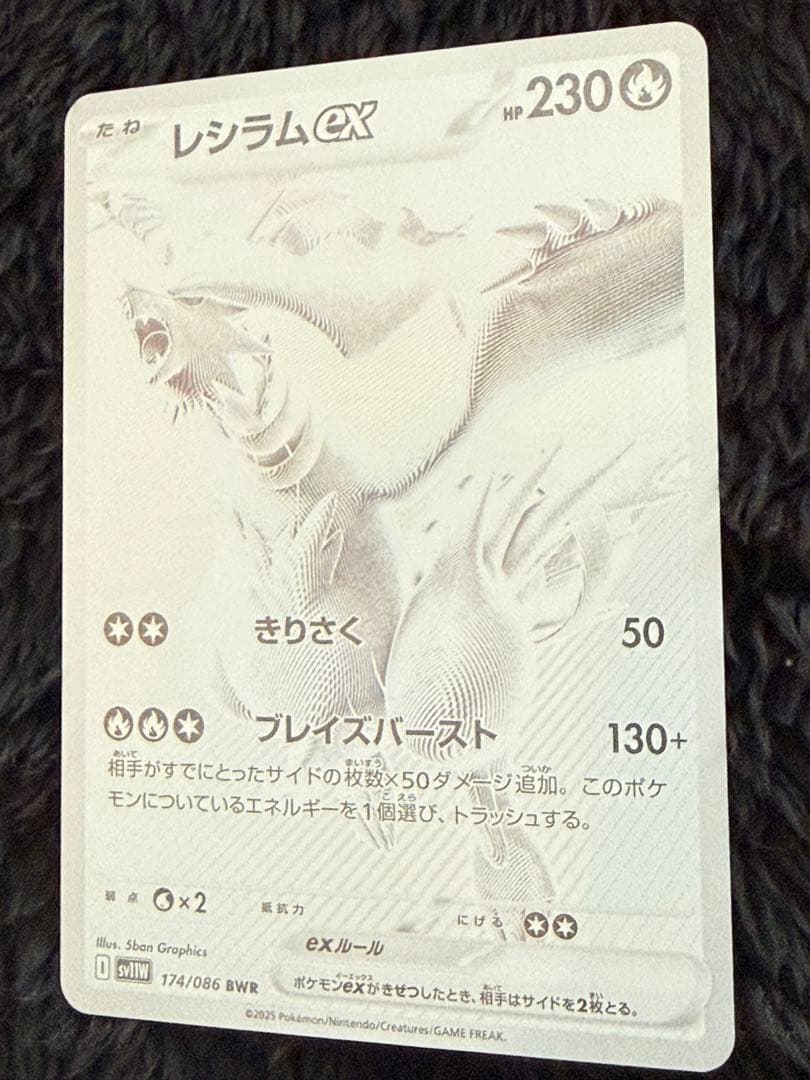 たね レシラムex HP230
きりさく 50
ブレイズバースト 130+
相手がすでにとったサイドの枚数×50ダメージ追加。このポケ
モンについているエネルギーを1個選び、トラッシュする。
弱点 ×2 抵抗力 にげる
Illus. 5ban Graphics
exルール
I sv11W 174/086 BWR
ポケモンexがきぜつしたとき、相手はサイドを2枚とる。
©2025 Pokémon/Nintendo/Creatures/GAME FREAK.